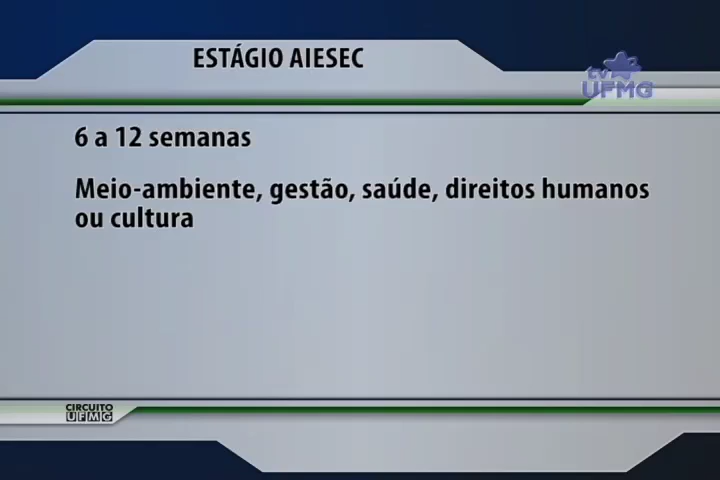 ESTÁGIO AIESEC
tv
UFMG
6 a 12 semanas
Meio-ambiente, gestão, saúde, direitos humanos
ou cultura
CIRCUITO
UFMG